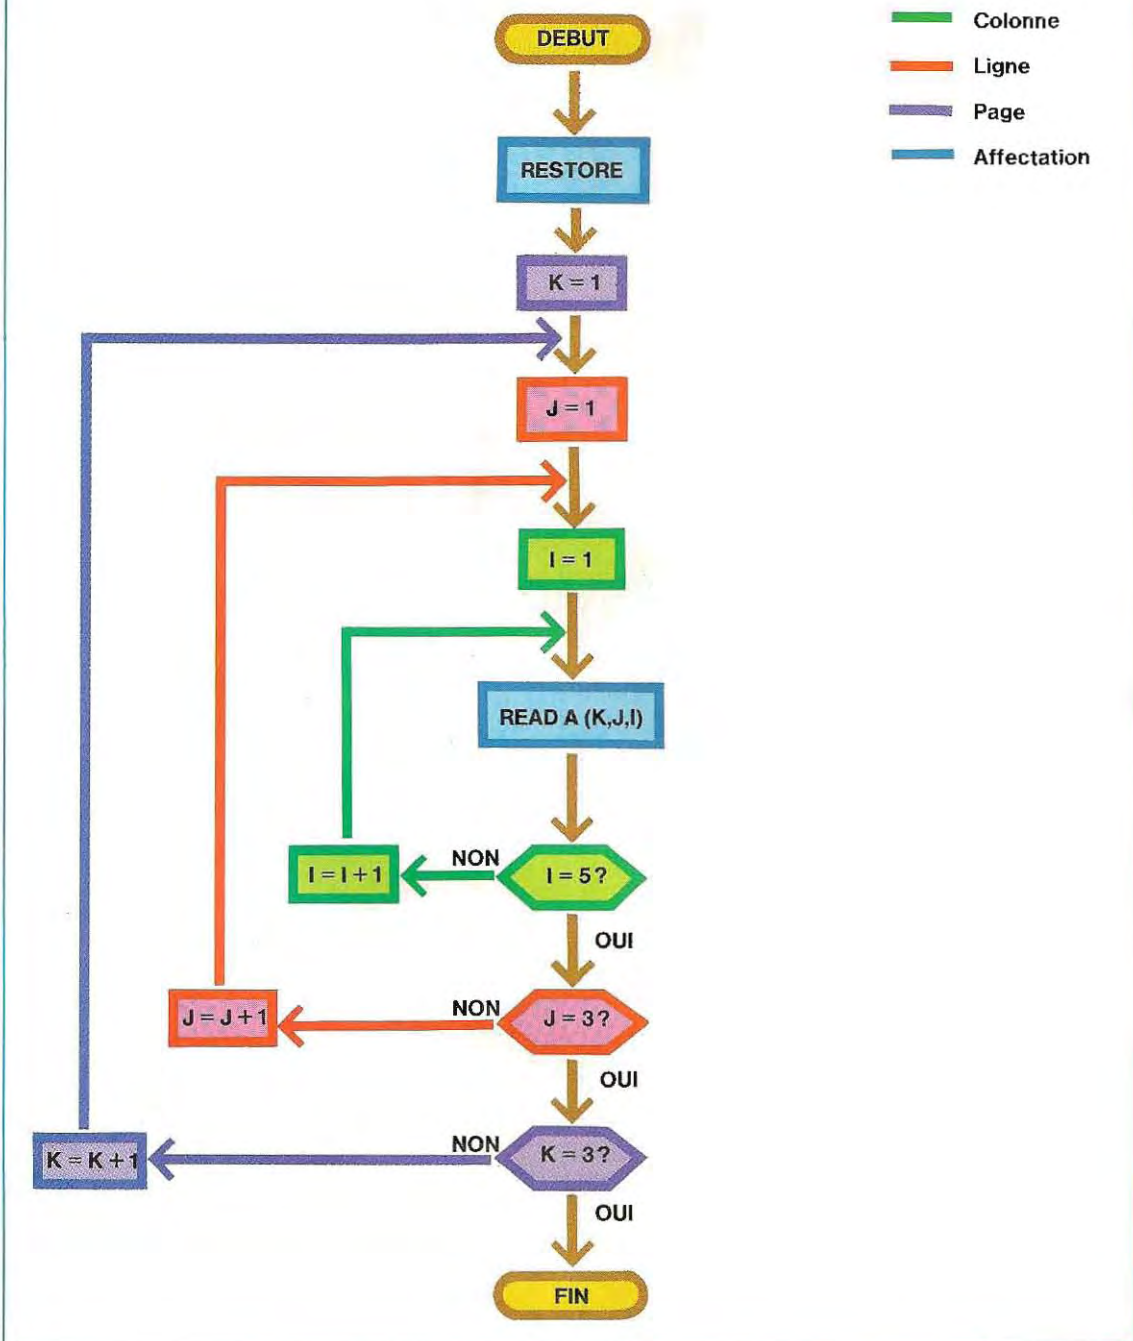 DEBUT
Colonne
Ligne
Page
Affectation
RESTORE
K = 1
J = 1
I = 1
READ A (K,J,I)
I = I + 1
NON
I = 5?
OUI
J = J + 1
NON
J = 3?
OUI
K = K + 1
NON
K = 3?
OUI
FIN